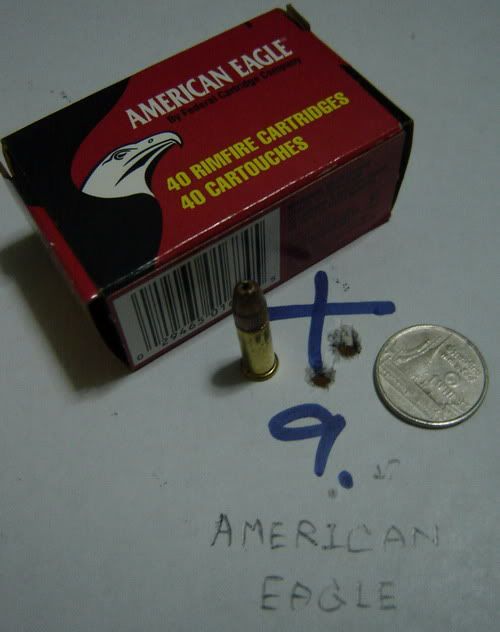 AMERICAN EAGLE
By Federal Cartridge Company
40 RIMFIRE CARTRIDGES
40 CARTOUCHES
9.
AMERICAN
EAGLE